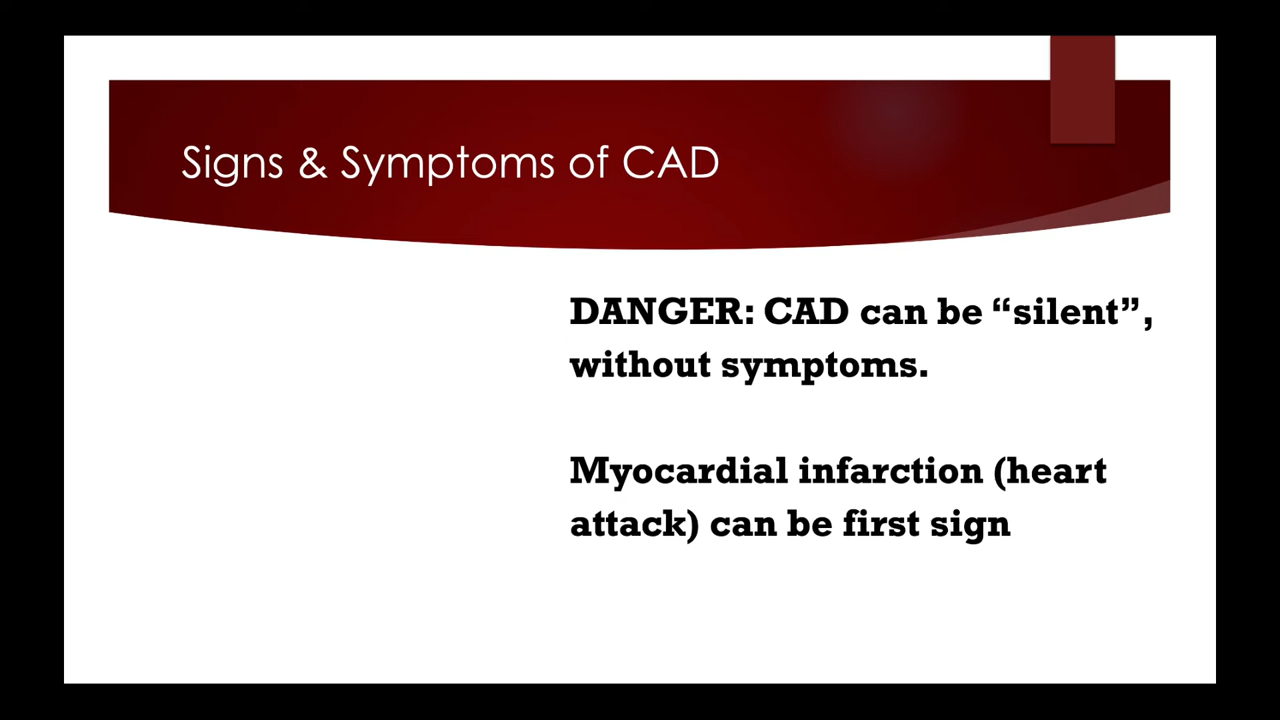 Signs & Symptoms of CAD
DANGER: CAD can be “silent”,
without symptoms.
Myocardial infarction (heart
attack) can be first sign